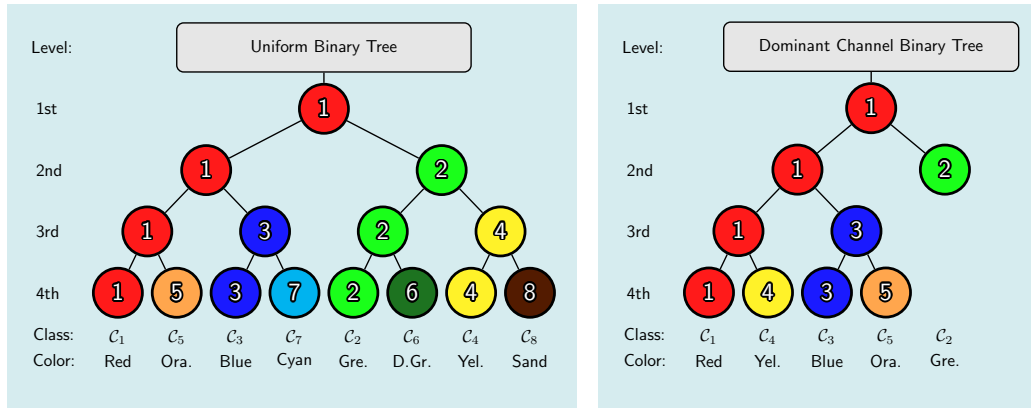 Level:
Uniform Binary Tree
1st
1
2nd
1 2
3rd
1 3 2 4
4th
1 5 3 7 2 6 4 8
Class: C₁ C₅ C₃ C₇ C₂ C₆ C₄ C₈
Color: Red Ora. Blue Cyan Gre. D.Gr. Yel. Sand
Level:
Dominant Channel Binary Tree
1st
1
2nd
1 2
3rd
1 3
4th
1 4 3 5
Class: C₁ C₄ C₃ C₅ C₂
Color: Red Yel. Blue Ora. Gre.